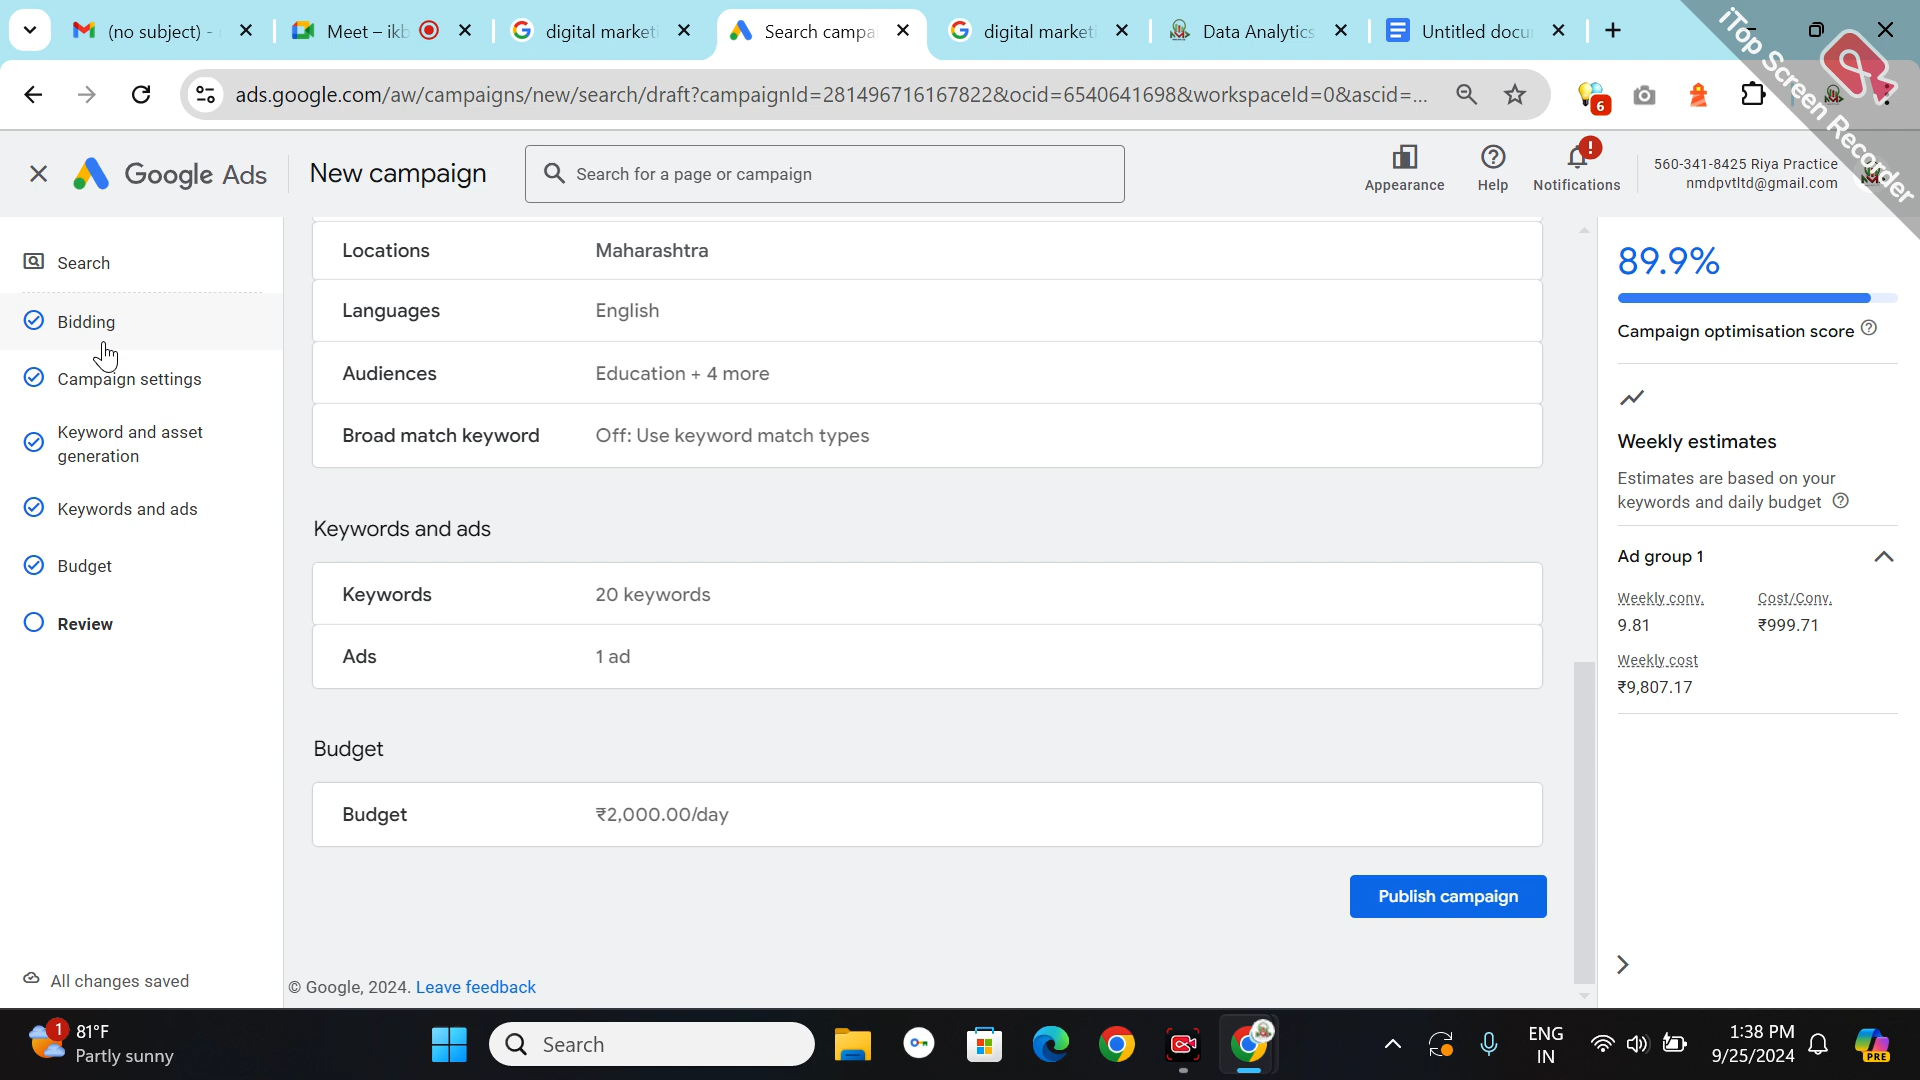 (no subject) -
Meet – ikb
digital market
Search campa
digital market
Data Analytics
Untitled docu
iTop Screen Recorder
ads.google.com/aw/campaigns/new/search/draft?campaignId=281496716167822&ocid=6540641698&workspaceId=0&ascid=...
6
Google Ads
New campaign
Search for a page or campaign
Appearance
Help
!
Notifications
560-341-8425 Riya Practice
nmdpvtltd@gmail.com
Search
Bidding
Campaign settings
Keyword and asset
generation
Keywords and ads
Budget
Review
All changes saved
Locations Maharashtra
Languages English
Audiences Education + 4 more
Broad match keyword Off: Use keyword match types
Keywords and ads
Keywords 20 keywords
Ads 1 ad
Budget
Budget ₹2,000.00/day
Publish campaign
© Google, 2024. Leave feedback
89.9%
Campaign optimisation score
Weekly estimates
Estimates are based on your
keywords and daily budget
Ad group 1
Weekly conv. Cost/Conv.
9.81 ₹999.71
Weekly cost
₹9,807.17
1
81°F
Partly sunny
Search
ENG
IN
1:38 PM
9/25/2024
PRE